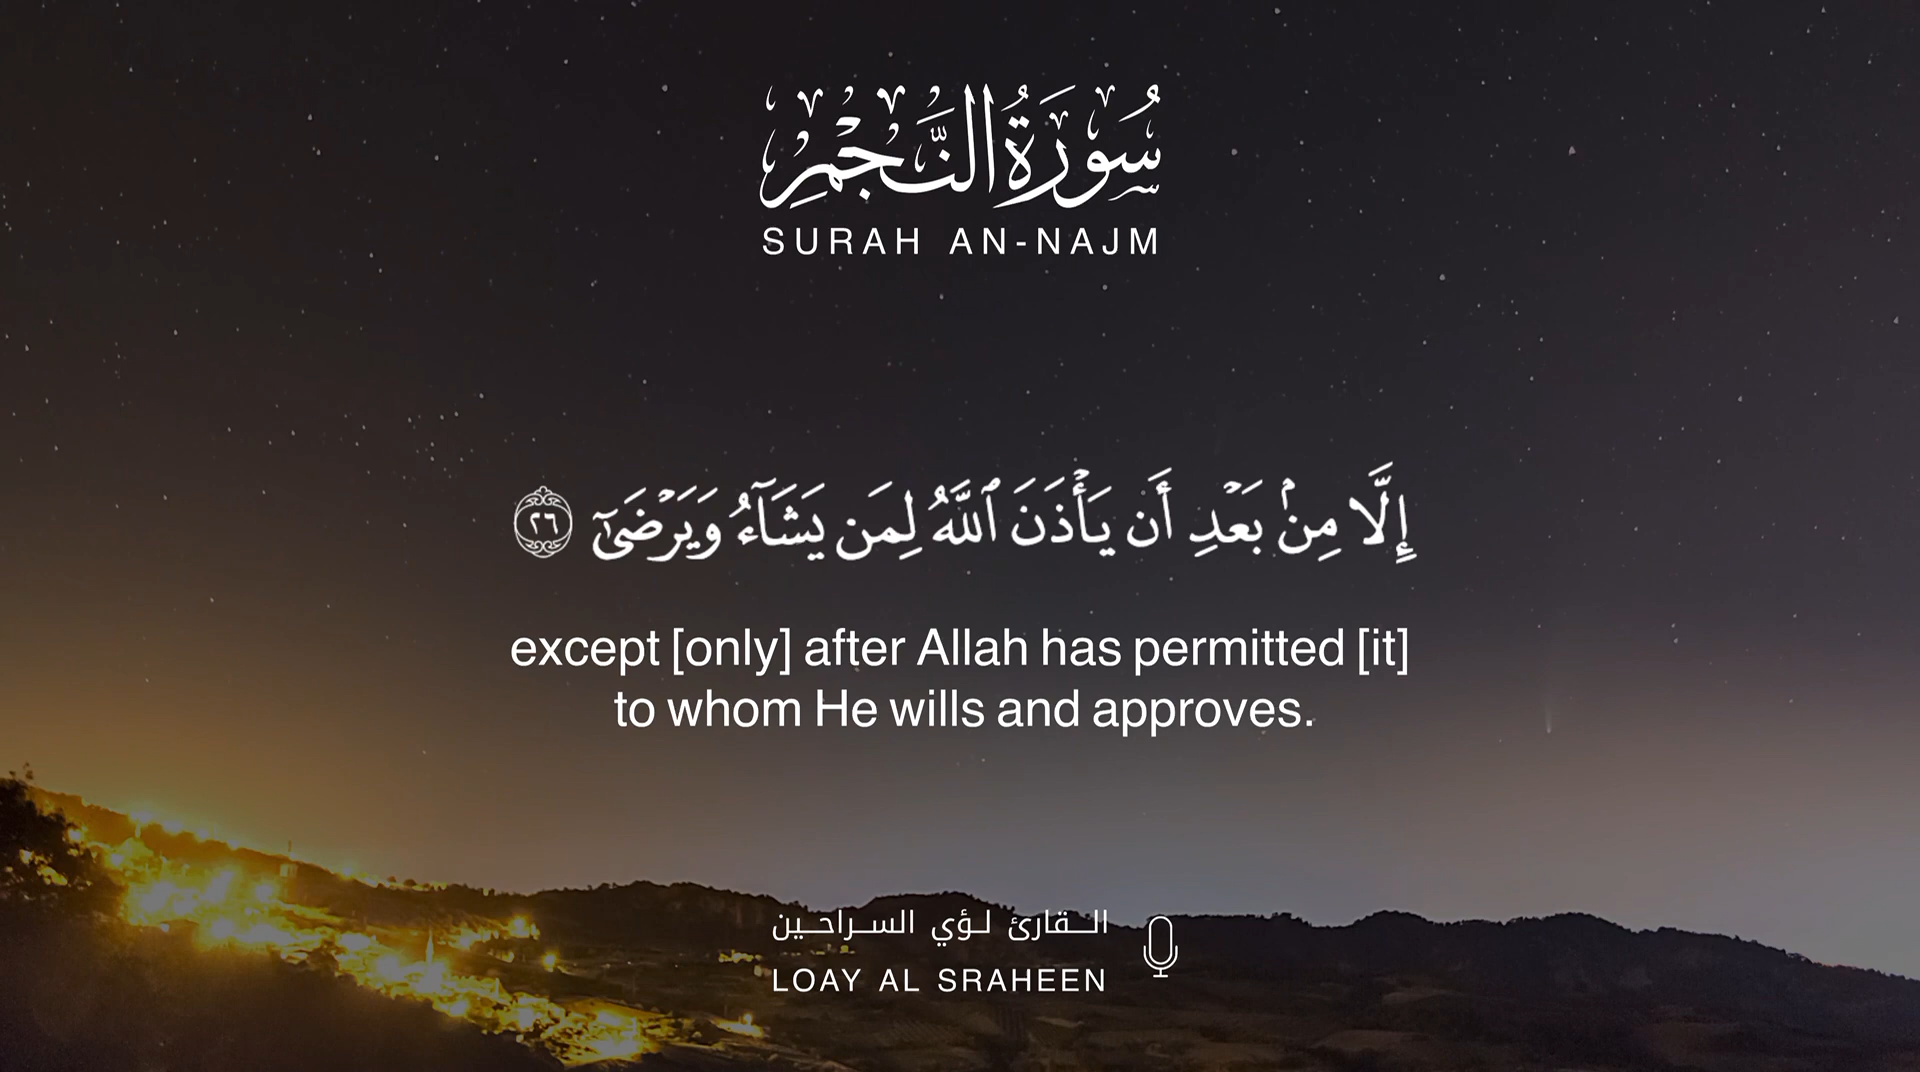 سُورَةُ النَّجْمِ
SURAH AN-NAJM
إِلَّا مِنۢ بَعۡدِ أَن يَأۡذَنَ ٱللَّهُ لِمَن يَشَآءُ وَيَرۡضَىٰٓ ٢٦
except [only] after Allah has permitted [it]
to whom He wills and approves.
الـقارئ لـؤي السـراحـين
LOAY AL SRAHEEN